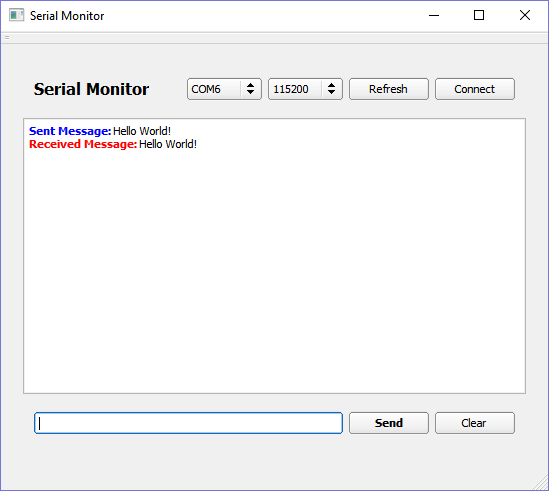 Serial Monitor
Serial Monitor COM6 115200 Refresh Connect
Sent Message: Hello World!
Received Message: Hello World!
Send Clear